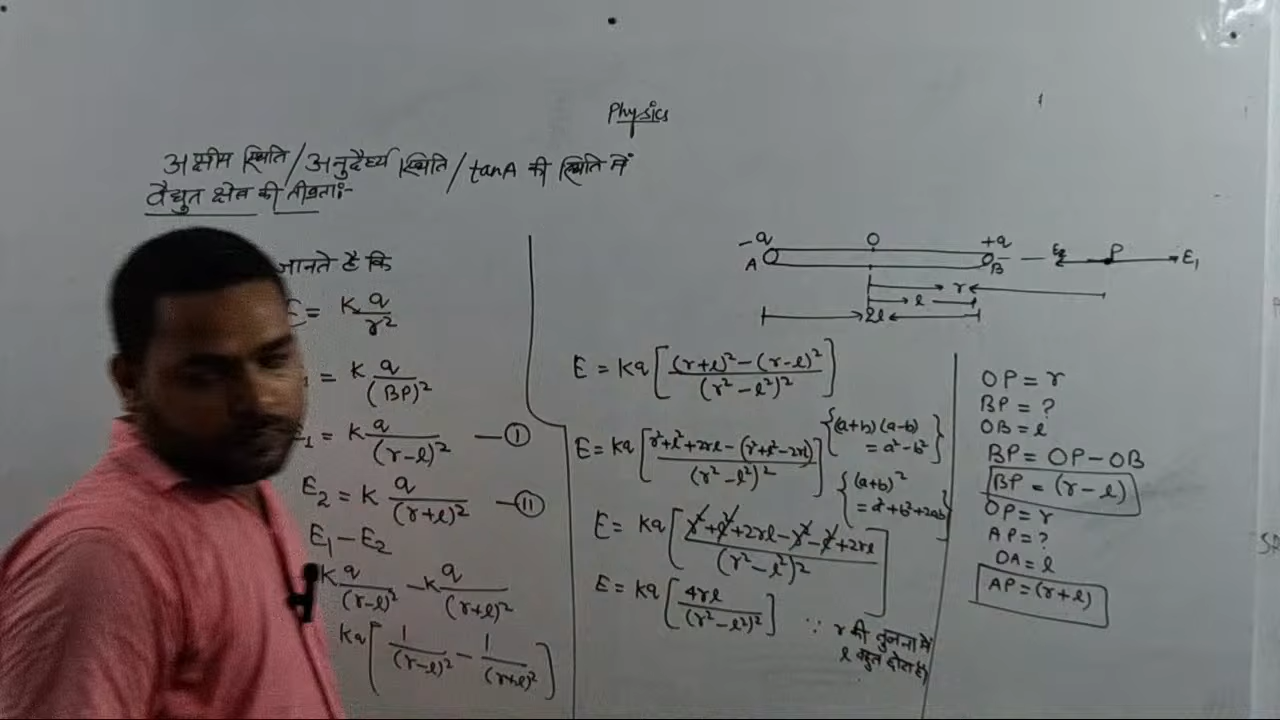 Physics
अक्षीय स्थिति/अनुदैर्ध्य स्थिति/tanA की स्थिति में
वैद्युत क्षेत्र की तीव्रताः-
जानते है कि
E = K q/r²
= K q/(BP)²
E₁ = K q/(r-l)² —Ⓘ
E₂ = K q/(r+l)² —Ⓘⓘ
E₁-E₂
K q/(r-l)² - K q/(r+l)²
Kq[1/(r-l)² - 1/(r+l)²]
-q O +q E₂ P E₁
A B
r
l
2l
E = Kq[((r+l)²-(r-l)²)/(r²-l²)²]
E = Kq[(r²+l²+2rl-(r²+l²-2rl))/(r²-l²)²]
{(a+b)(a-b)
= a²-b²}
{(a+b)²
= a²+b²+2ab}
E = Kq[(r²+l²+2rl-r²-l²+2rl)/(r²-l²)²]
E = Kq[4rl/(r²-l²)²]
∵ r की तुलना में
l बहुत छोटा है
OP = r
BP = ?
OB = l
BP = OP-OB
BP = (r-l)
OP = r
AP = ?
OA = l
AP = (r+l)